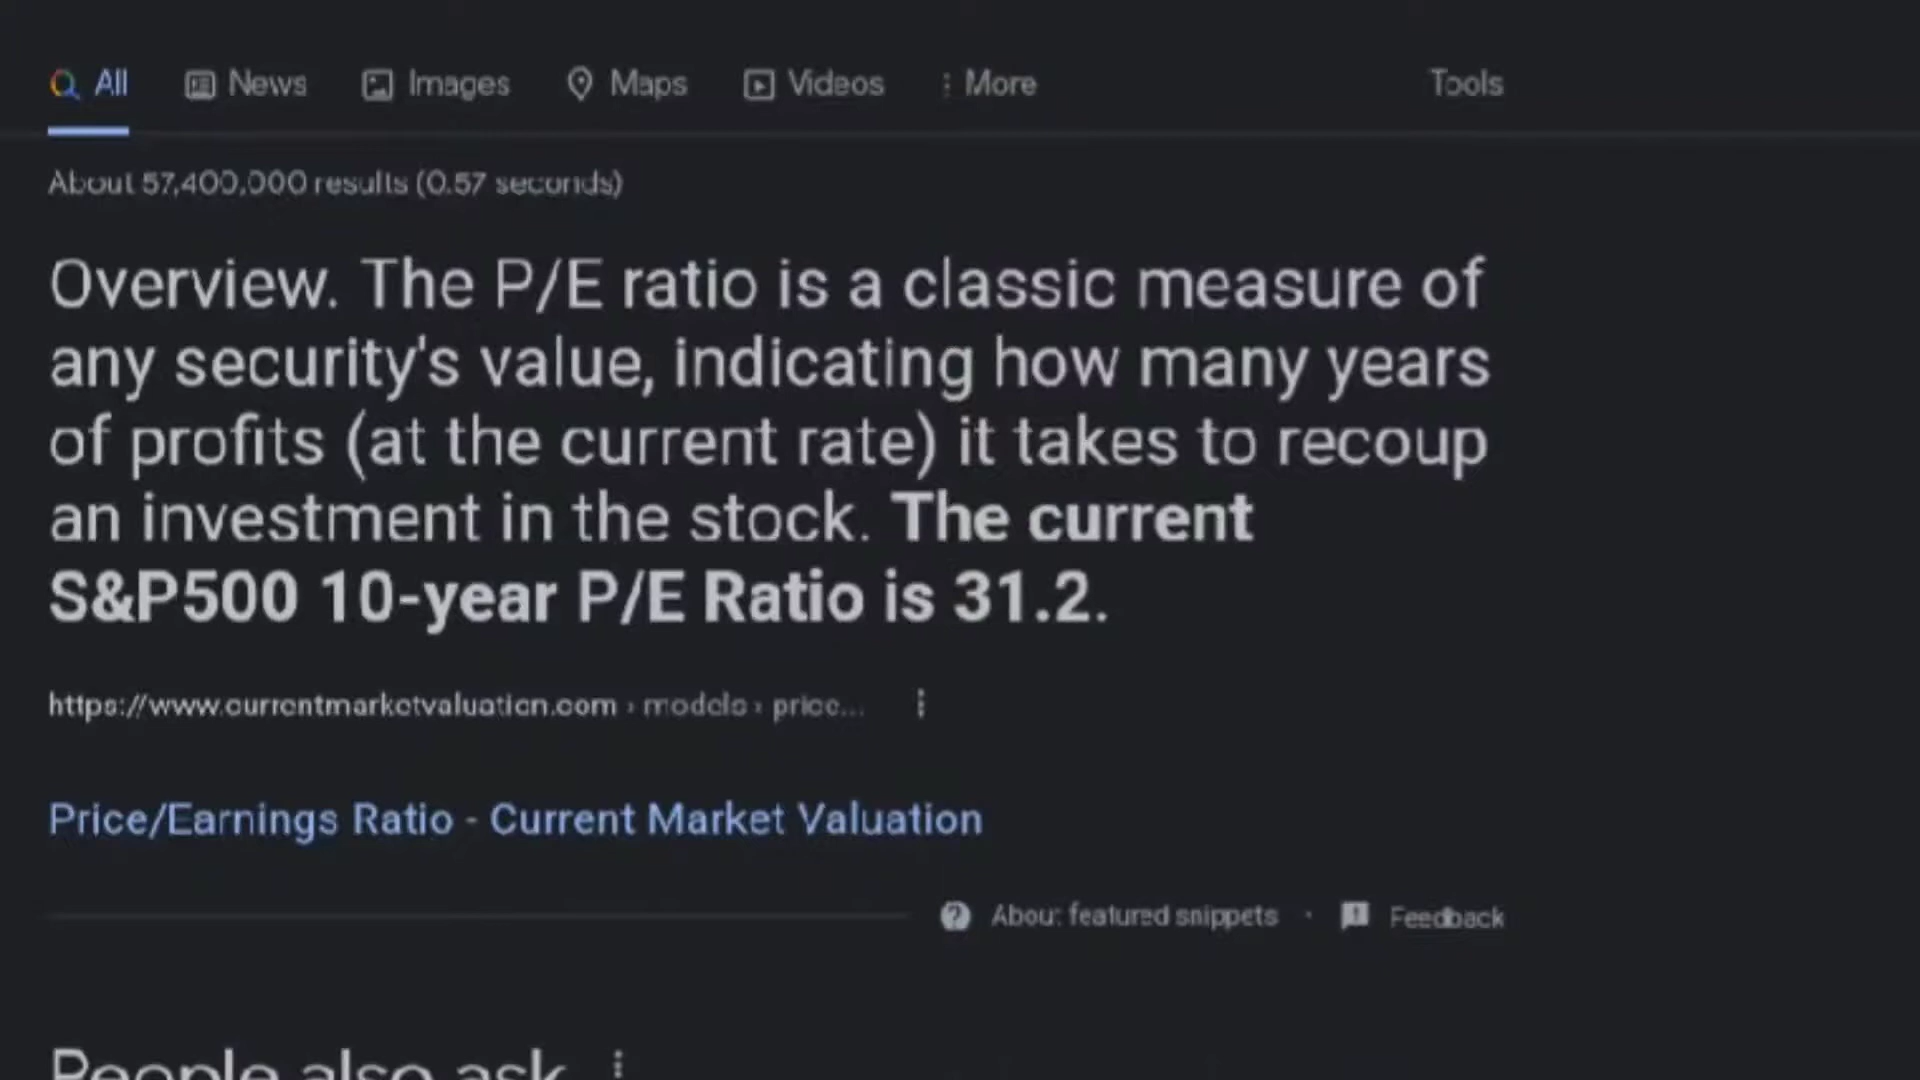 All News Images Maps Videos More Tools
About 57,400,000 results (0.57 seconds)
Overview. The P/E ratio is a classic measure of
any security's value, indicating how many years
of profits (at the current rate) it takes to recoup
an investment in the stock. The current
S&P500 10-year P/E Ratio is 31.2.
https://www.currentmarketvaluation.com › models › price...
Price/Earnings Ratio - Current Market Valuation
About featured snippets · Feedback
People also ask